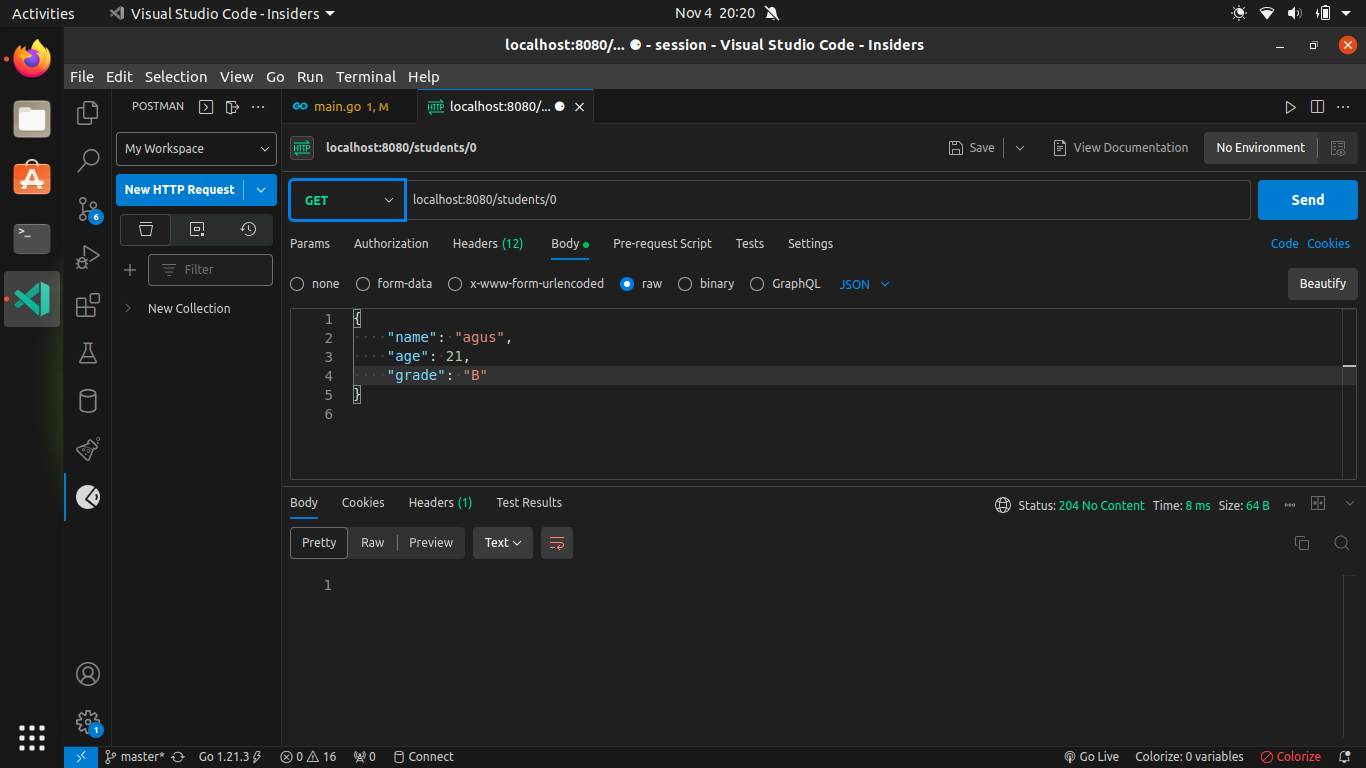 Activities
Visual Studio Code - Insiders
Nov 4 20:20
localhost:8080/... ⚈ - session - Visual Studio Code - Insiders
File Edit Selection View Go Run Terminal Help
POSTMAN
main.go 1, M
HTTP localhost:8080/...
My Workspace
New HTTP Request
Filter
New Collection
HTTP localhost:8080/students/0
Save
View Documentation
No Environment
GET localhost:8080/students/0
Send
Params Authorization Headers (12) Body Pre-request Script Tests Settings
Code Cookies
none form-data x-www-form-urlencoded raw binary GraphQL JSON
Beautify
1 {
2 "name": "agus",
3 "age": 21,
4 "grade": "B"
5 }
6
Body Cookies Headers (1) Test Results
Status: 204 No Content Time: 8 ms Size: 64 B
Pretty Raw Preview Text
1
6
1
master* Go 1.21.3 0 16 0 Connect
Go Live Colorize: 0 variables Colorize